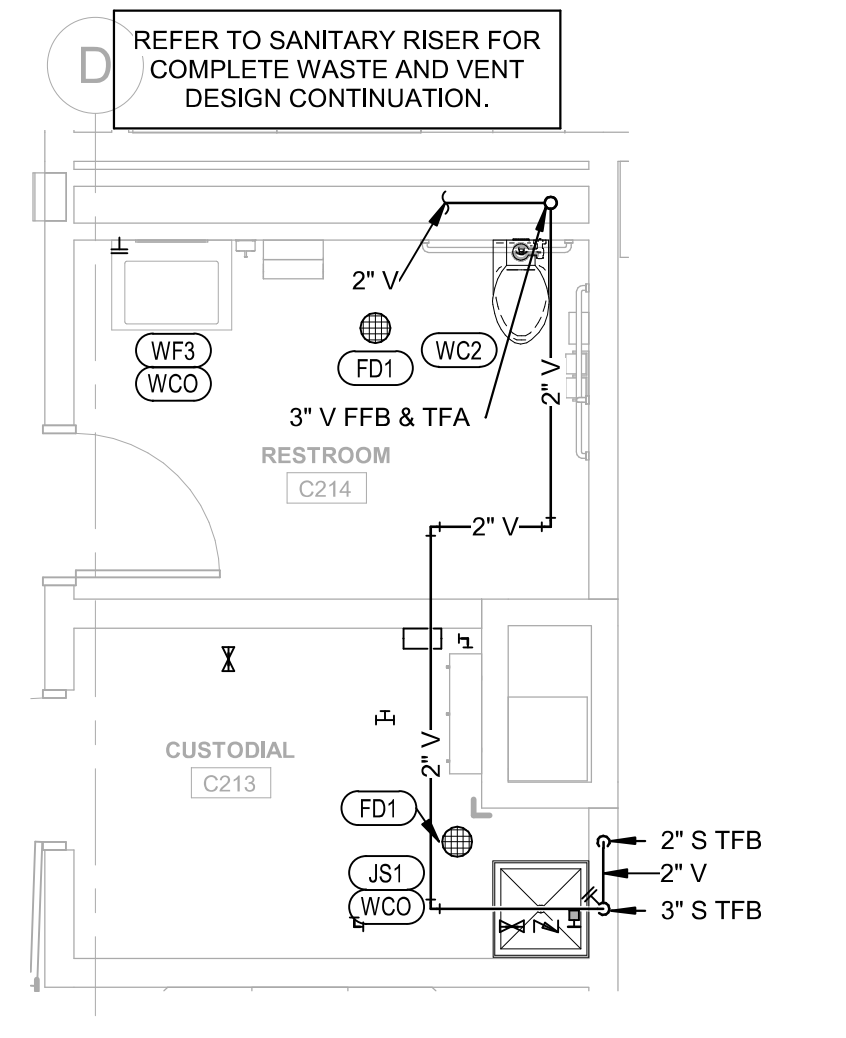 D
REFER TO SANITARY RISER FOR
COMPLETE WASTE AND VENT
DESIGN CONTINUATION.
2" V
WF3
WCO
FD1
WC2
2" V
3" V FFB & TFA
RESTROOM
C214
2" V
2" V
CUSTODIAL
C213
FD1
JS1
WCO
2" S TFB
2" V
3" S TFB